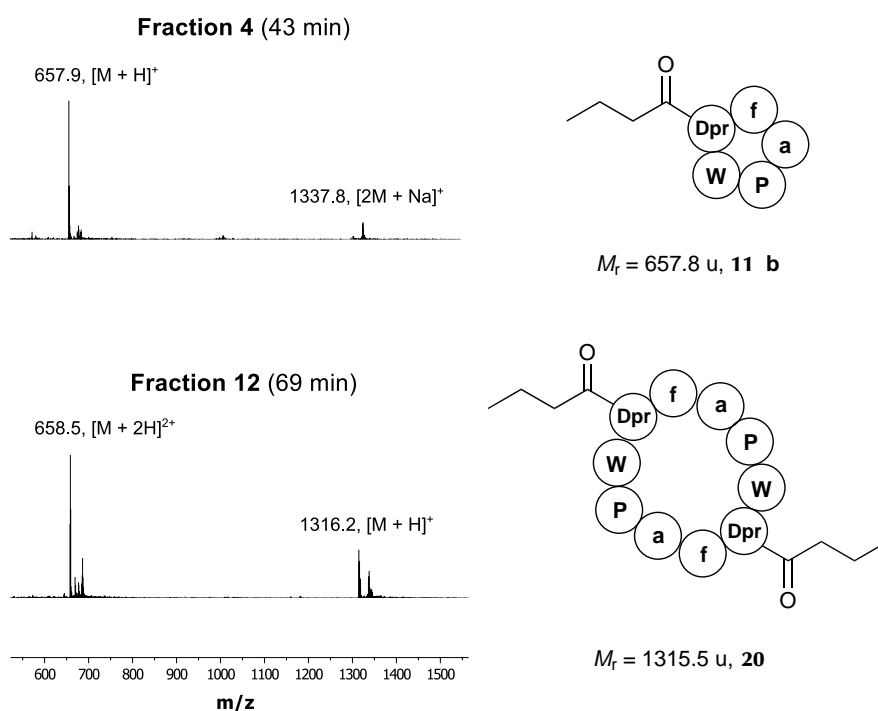 Fraction 4 (43 min)
657.9, [M + H]⁺
1337.8, [2M + Na]⁺
O
Dpr
f
a
P
W
Mr = 657.8 u, 11 b
Fraction 12 (69 min)
658.5, [M + 2H]²⁺
1316.2, [M + H]⁺
600 700 800 900 1000 1100 1200 1300 1400 1500
m/z
O
Dpr
f
a
P
W
Dpr
f
a
P
W
O
Mr = 1315.5 u, 20